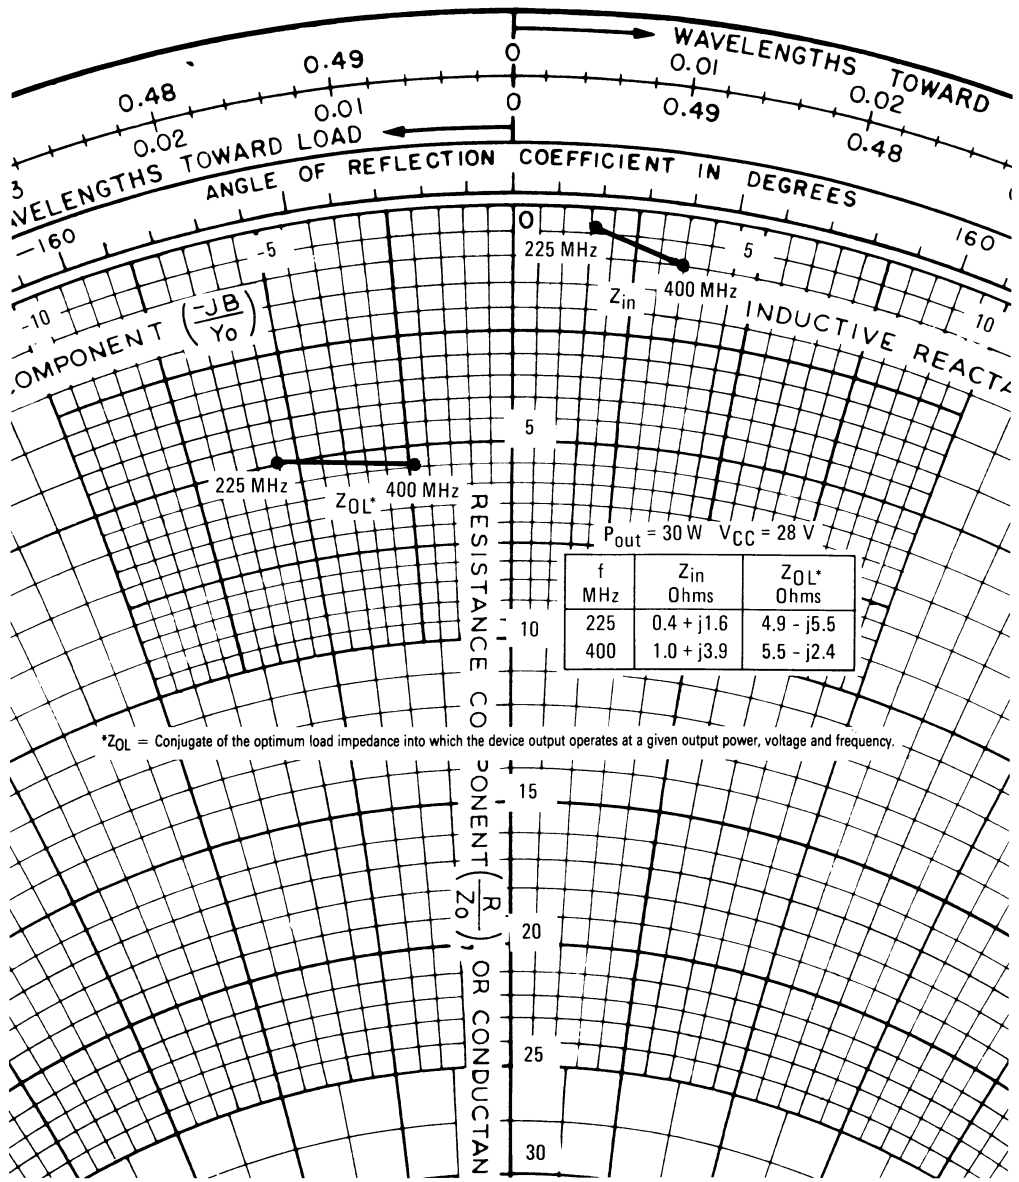 WAVELENGTHS TOWARD
0.48
0.49
0
0.01
0.02
0.02
0.01
0
0.49
0.48
3
AVELENGTHS TOWARD LOAD
ANGLE OF REFLECTION COEFFICIENT IN DEGREES
-160
160
-10
-5
0
5
10
225 MHz
400 MHz
Zin
OMPONENT (-JB/Yo)
INDUCTIVE REACTA
5
225 MHz
ZOL*
400 MHz
RESISTANCE CO
PONENT (R/Zo), OR CONDUCTAN
Pout = 30 W VCC = 28 V
f MHz Zin Ohms ZOL* Ohms
225 0.4 + j1.6 4.9 - j5.5
400 1.0 + j3.9 5.5 - j2.4
10
*ZOL = Conjugate of the optimum load impedance into which the device output operates at a given output power, voltage and frequency.
15
20
25
30